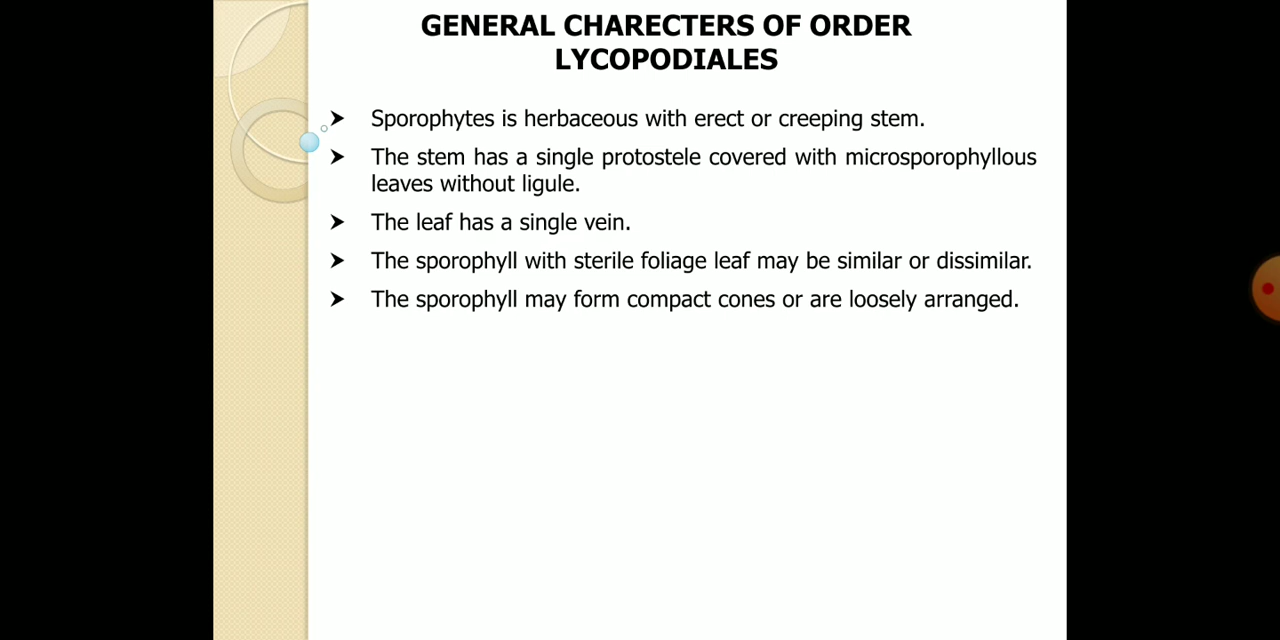 GENERAL CHARECTERS OF ORDER
LYCOPODIALES
➤ Sporophytes is herbaceous with erect or creeping stem.
➤ The stem has a single protostele covered with microsporophyllous
leaves without ligule.
➤ The leaf has a single vein.
➤ The sporophyll with sterile foliage leaf may be similar or dissimilar.
➤ The sporophyll may form compact cones or are loosely arranged.